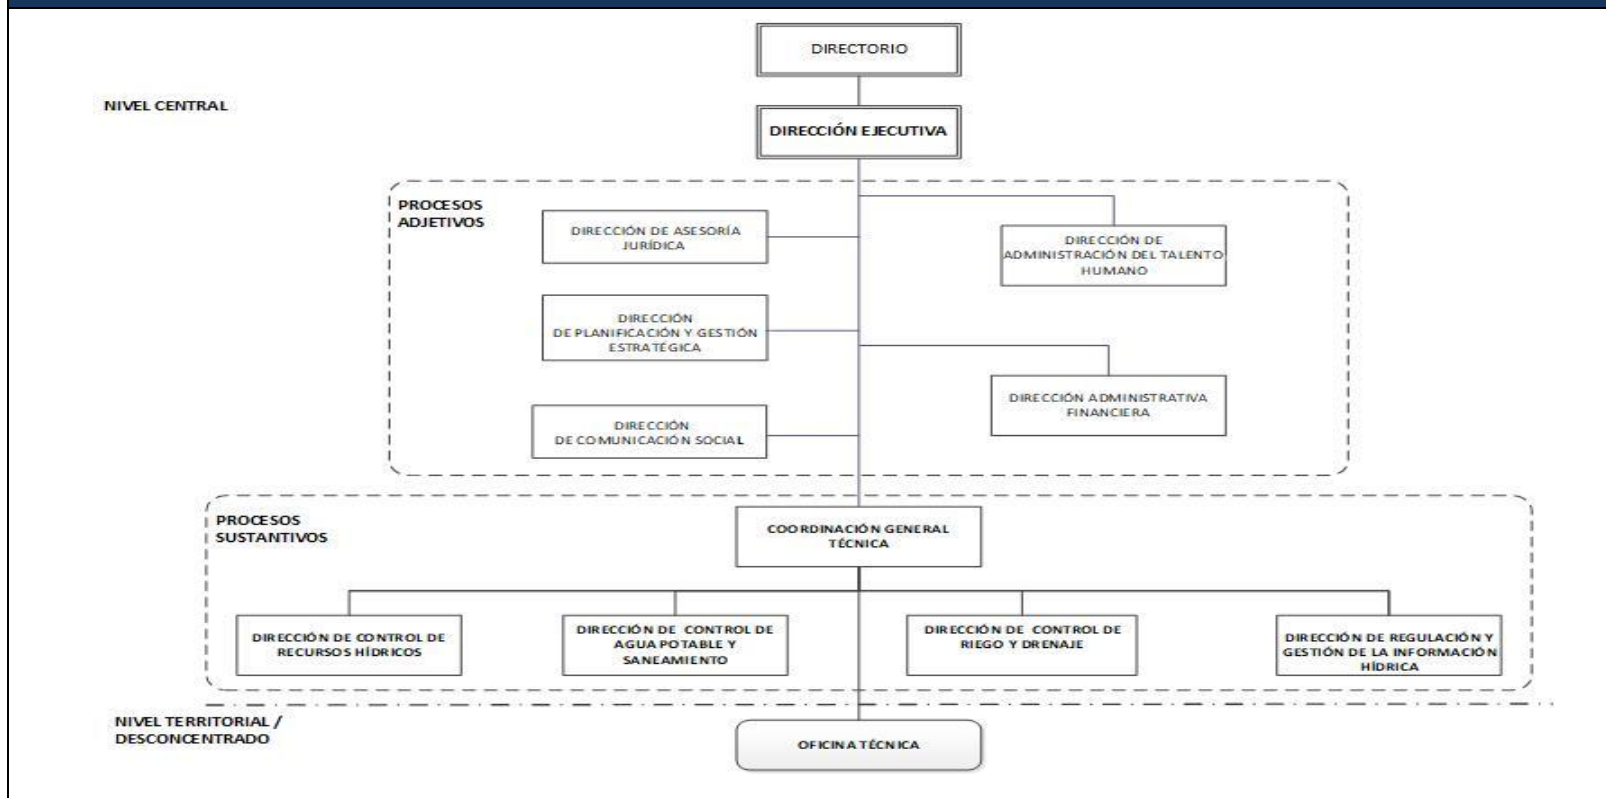 DIRECTORIO
NIVEL CENTRAL
DIRECCIÓN EJECUTIVA
PROCESOS
ADJETIVOS
DIRECCIÓN DE ASESORÍA
JURÍDICA
DIRECCIÓN DE
ADMINISTRACIÓN DEL TALENTO
HUMANO
DIRECCIÓN
DE PLANIFICACIÓN Y GESTIÓN
ESTRATÉGICA
DIRECCIÓN ADMINISTRATIVA
FINANCIERA
DIRECCIÓN
DE COMUNICACIÓN SOCIAL
PROCESOS
SUSTANTIVOS
COORDINACIÓN GENERAL
TÉCNICA
DIRECCIÓN DE CONTROL DE
RECURSOS HÍDRICOS
DIRECCIÓN DE CONTROL DE
AGUA POTABLE Y
SANEAMIENTO
DIRECCIÓN DE CONTROL DE
RIEGO Y DRENAJE
DIRECCIÓN DE REGULACIÓN Y
GESTIÓN DE LA INFORMACIÓN
HÍDRICA
NIVEL TERRITORIAL /
DESCONCENTRADO
OFICINA TÉCNICA